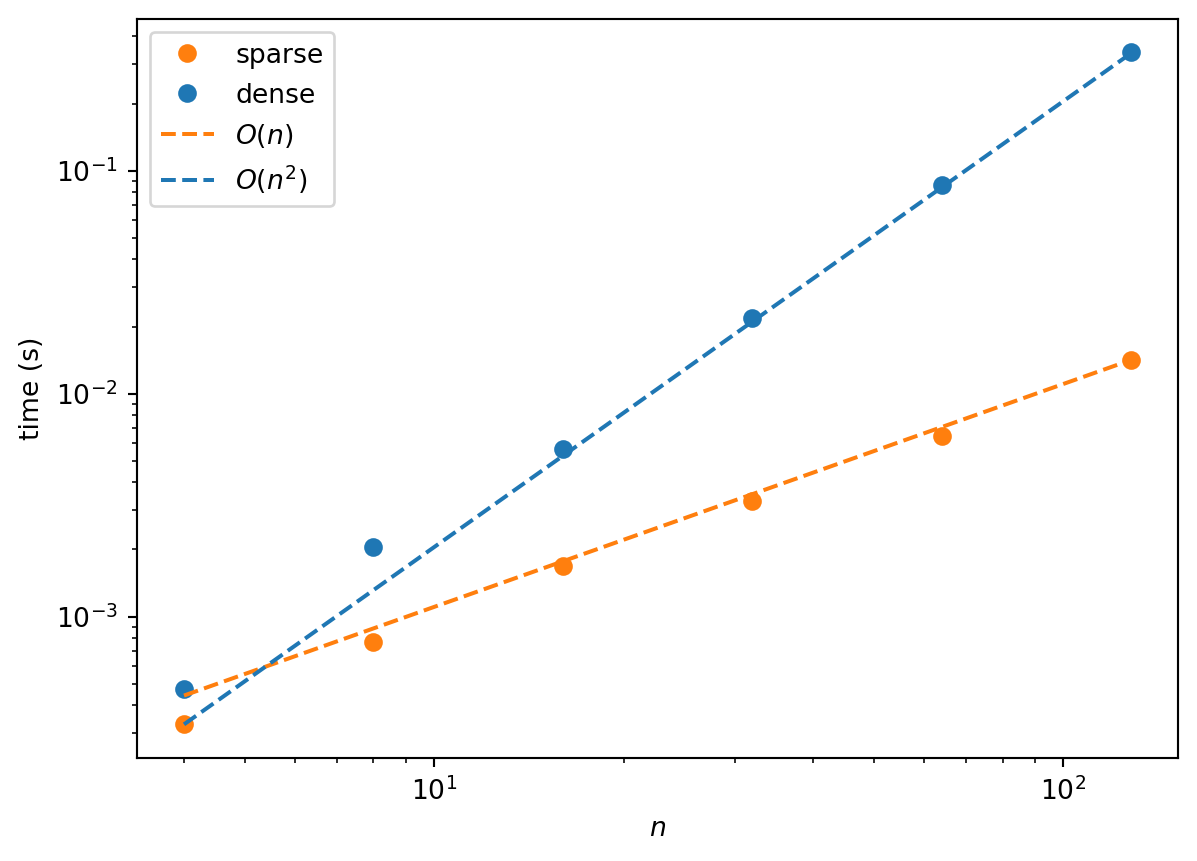 sparse
dense
O(n)
O(n²)
10⁻¹
10⁻²
10⁻³
time (s)
10¹
10²
n